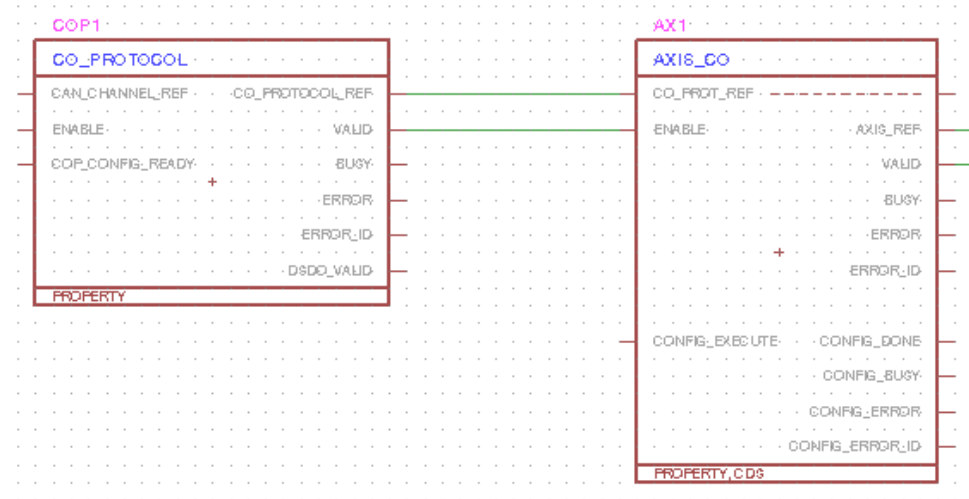 COP1
CO_PROTOCOL
CAN_CHANNEL_REF CO_PROTOCOL_REF
ENABLE VALID
COP_CONFIG_READY BUSY
ERROR
ERROR_ID
DSDO_VALID
PROPERTY
AX1
AXIS_CO
CO_PROT_REF
ENABLE AXIS_REF
VALID
BUSY
ERROR
ERROR_ID
CONFIG_EXECUTE CONFIG_DONE
CONFIG_BUSY
CONFIG_ERROR
CONFIG_ERROR_ID
PROPERTY,CDS